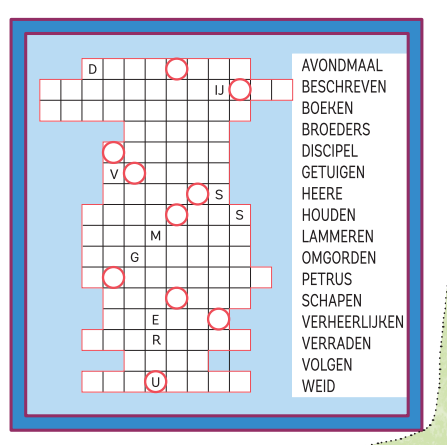 D
IJ
V
S
S
M
G
E
R
U
AVONDMAAL
BESCHREVEN
BOEKEN
BROEDERS
DISCIPEL
GETUIGEN
HEERE
HOUDEN
LAMMEREN
OMGORDEN
PETRUS
SCHAPEN
VERHEERLIJKEN
VERRADEN
VOLGEN
WEID